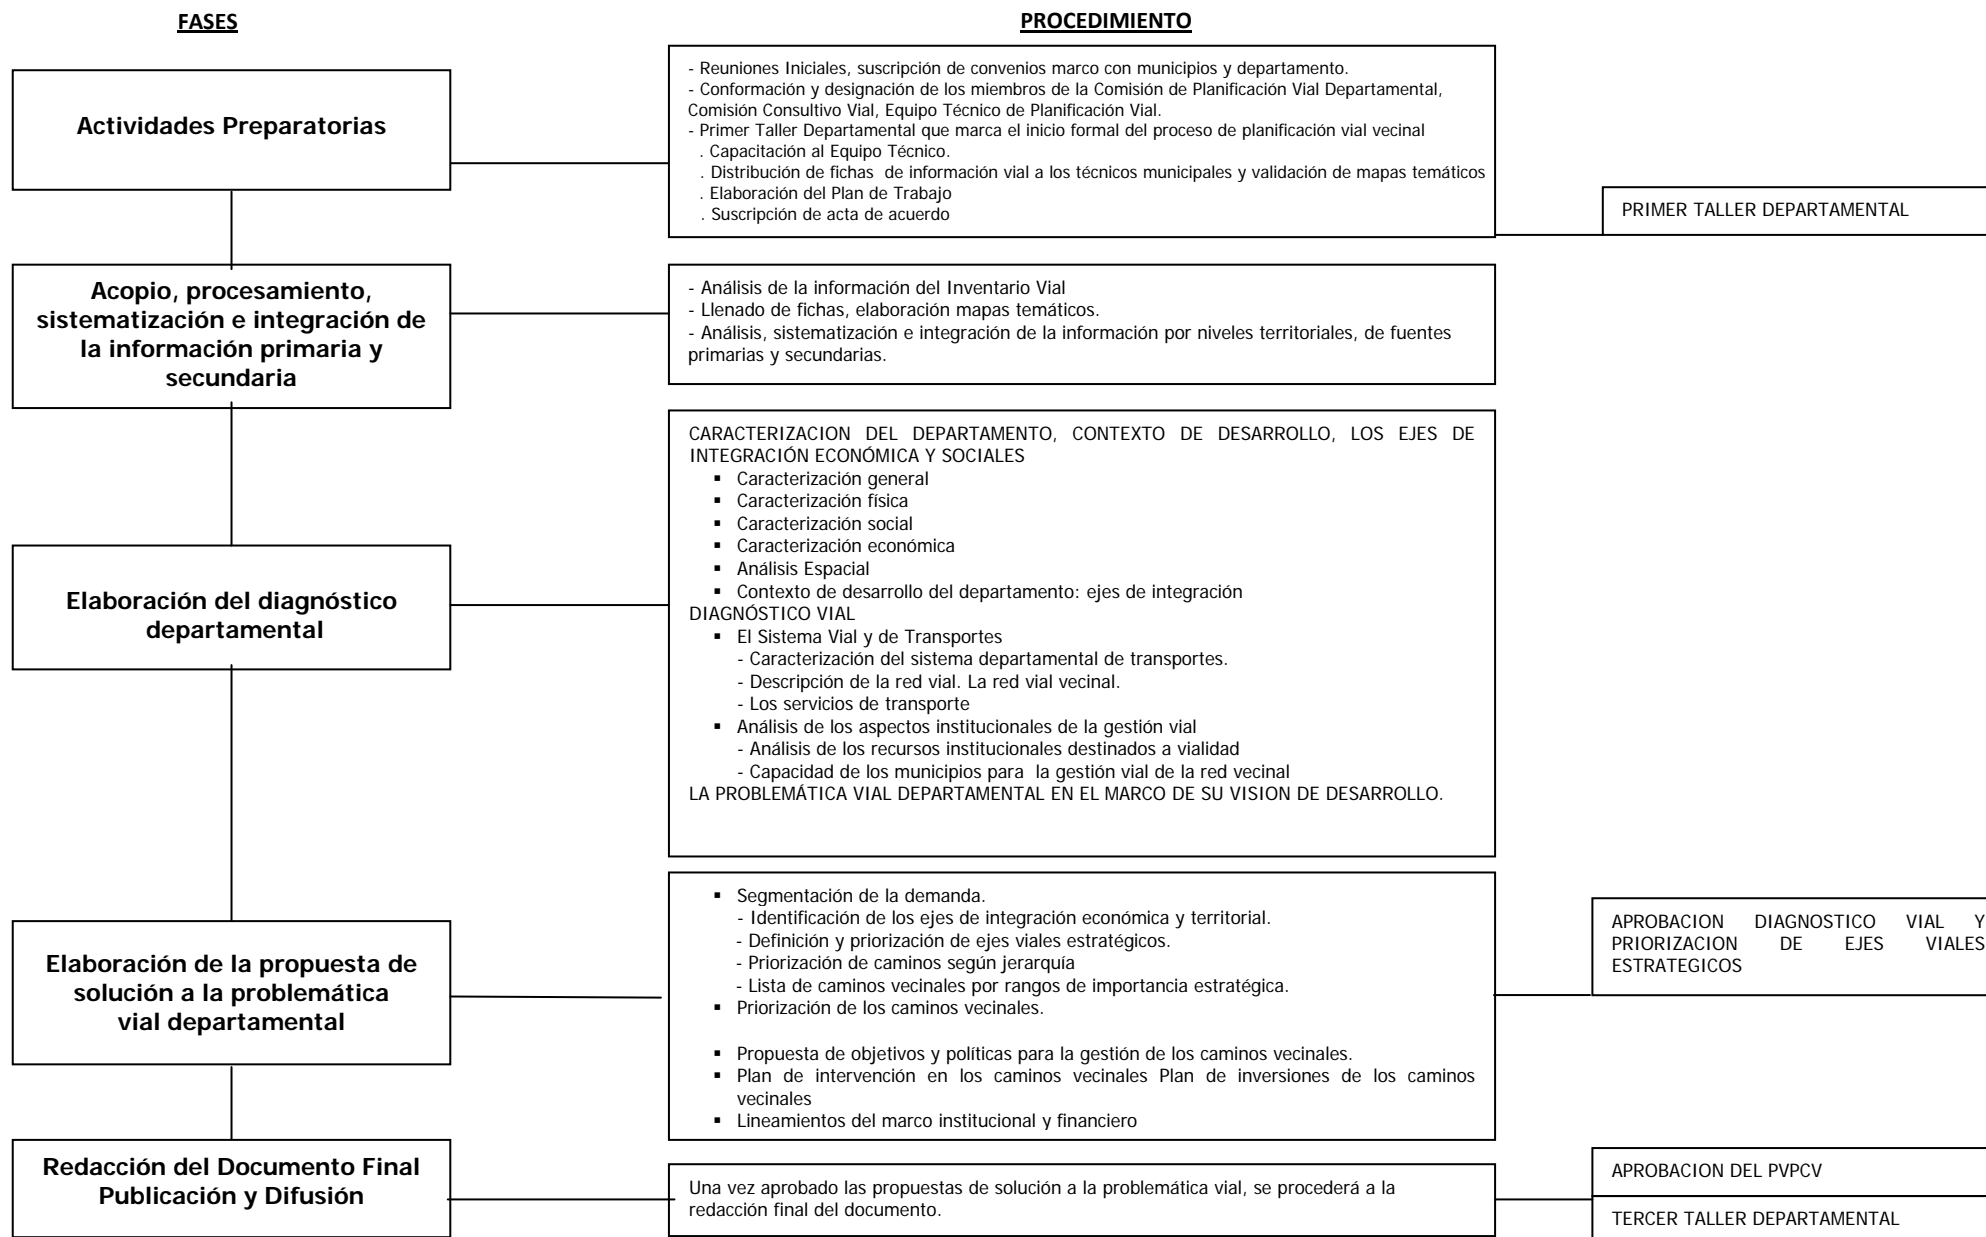 FASES
PROCEDIMIENTO
Actividades Preparatorias
- Reuniones Iniciales, suscripción de convenios marco con municipios y departamento.
- Conformación y designación de los miembros de la Comisión de Planificación Vial Departamental,
Comisión Consultivo Vial, Equipo Técnico de Planificación Vial.
- Primer Taller Departamental que marca el inicio formal del proceso de planificación vial vecinal
. Capacitación al Equipo Técnico.
. Distribución de fichas de información vial a los técnicos municipales y validación de mapas temáticos
. Elaboración del Plan de Trabajo
. Suscripción de acta de acuerdo
PRIMER TALLER DEPARTAMENTAL
Acopio, procesamiento,
sistematización e integración de
la información primaria y
secundaria
- Análisis de la información del Inventario Vial
- Llenado de fichas, elaboración mapas temáticos.
- Análisis, sistematización e integración de la información por niveles territoriales, de fuentes
primarias y secundarias.
Elaboración del diagnóstico
departamental
CARACTERIZACION DEL DEPARTAMENTO, CONTEXTO DE DESARROLLO, LOS EJES DE
INTEGRACIÓN ECONÓMICA Y SOCIALES
▪ Caracterización general
▪ Caracterización física
▪ Caracterización social
▪ Caracterización económica
▪ Análisis Espacial
▪ Contexto de desarrollo del departamento: ejes de integración
DIAGNÓSTICO VIAL
▪ El Sistema Vial y de Transportes
- Caracterización del sistema departamental de transportes.
- Descripción de la red vial. La red vial vecinal.
- Los servicios de transporte
▪ Análisis de los aspectos institucionales de la gestión vial
- Análisis de los recursos institucionales destinados a vialidad
- Capacidad de los municipios para la gestión vial de la red vecinal
LA PROBLEMÁTICA VIAL DEPARTAMENTAL EN EL MARCO DE SU VISION DE DESARROLLO.
Elaboración de la propuesta de
solución a la problemática
vial departamental
▪ Segmentación de la demanda.
- Identificación de los ejes de integración económica y territorial.
- Definición y priorización de ejes viales estratégicos.
- Priorización de caminos según jerarquía
- Lista de caminos vecinales por rangos de importancia estratégica.
▪ Priorización de los caminos vecinales.
▪ Propuesta de objetivos y políticas para la gestión de los caminos vecinales.
▪ Plan de intervención en los caminos vecinales Plan de inversiones de los caminos
vecinales
▪ Lineamientos del marco institucional y financiero
APROBACION DIAGNOSTICO VIAL Y
PRIORIZACION DE EJES VIALES
ESTRATEGICOS
Redacción del Documento Final
Publicación y Difusión
Una vez aprobado las propuestas de solución a la problemática vial, se procederá a la
redacción final del documento.
APROBACION DEL PVPCV
TERCER TALLER DEPARTAMENTAL